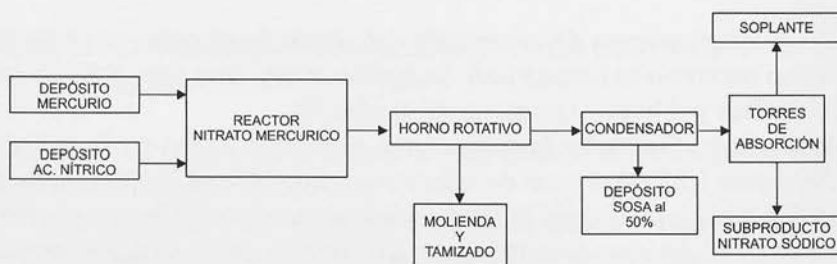 SOPLANTE
DEPÓSITO
MERCURIO
REACTOR
NITRATO MERCURICO
HORNO ROTATIVO
CONDENSADOR
TORRES
DE
ABSORCIÓN
DEPÓSITO
AC. NÍTRICO
MOLIENDA
Y
TAMIZADO
DEPÓSITO
SOSA al
50%
SUBPRODUCTO
NITRATO SÓDICO